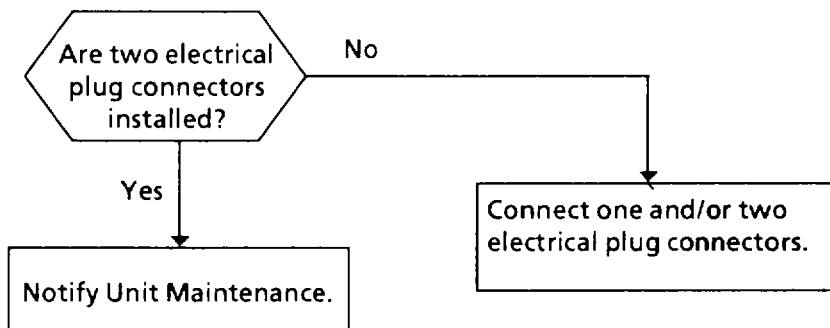 Are two electrical
plug connectors
installed?
No
Yes
Connect one and/or two
electrical plug connectors.
Notify Unit Maintenance.